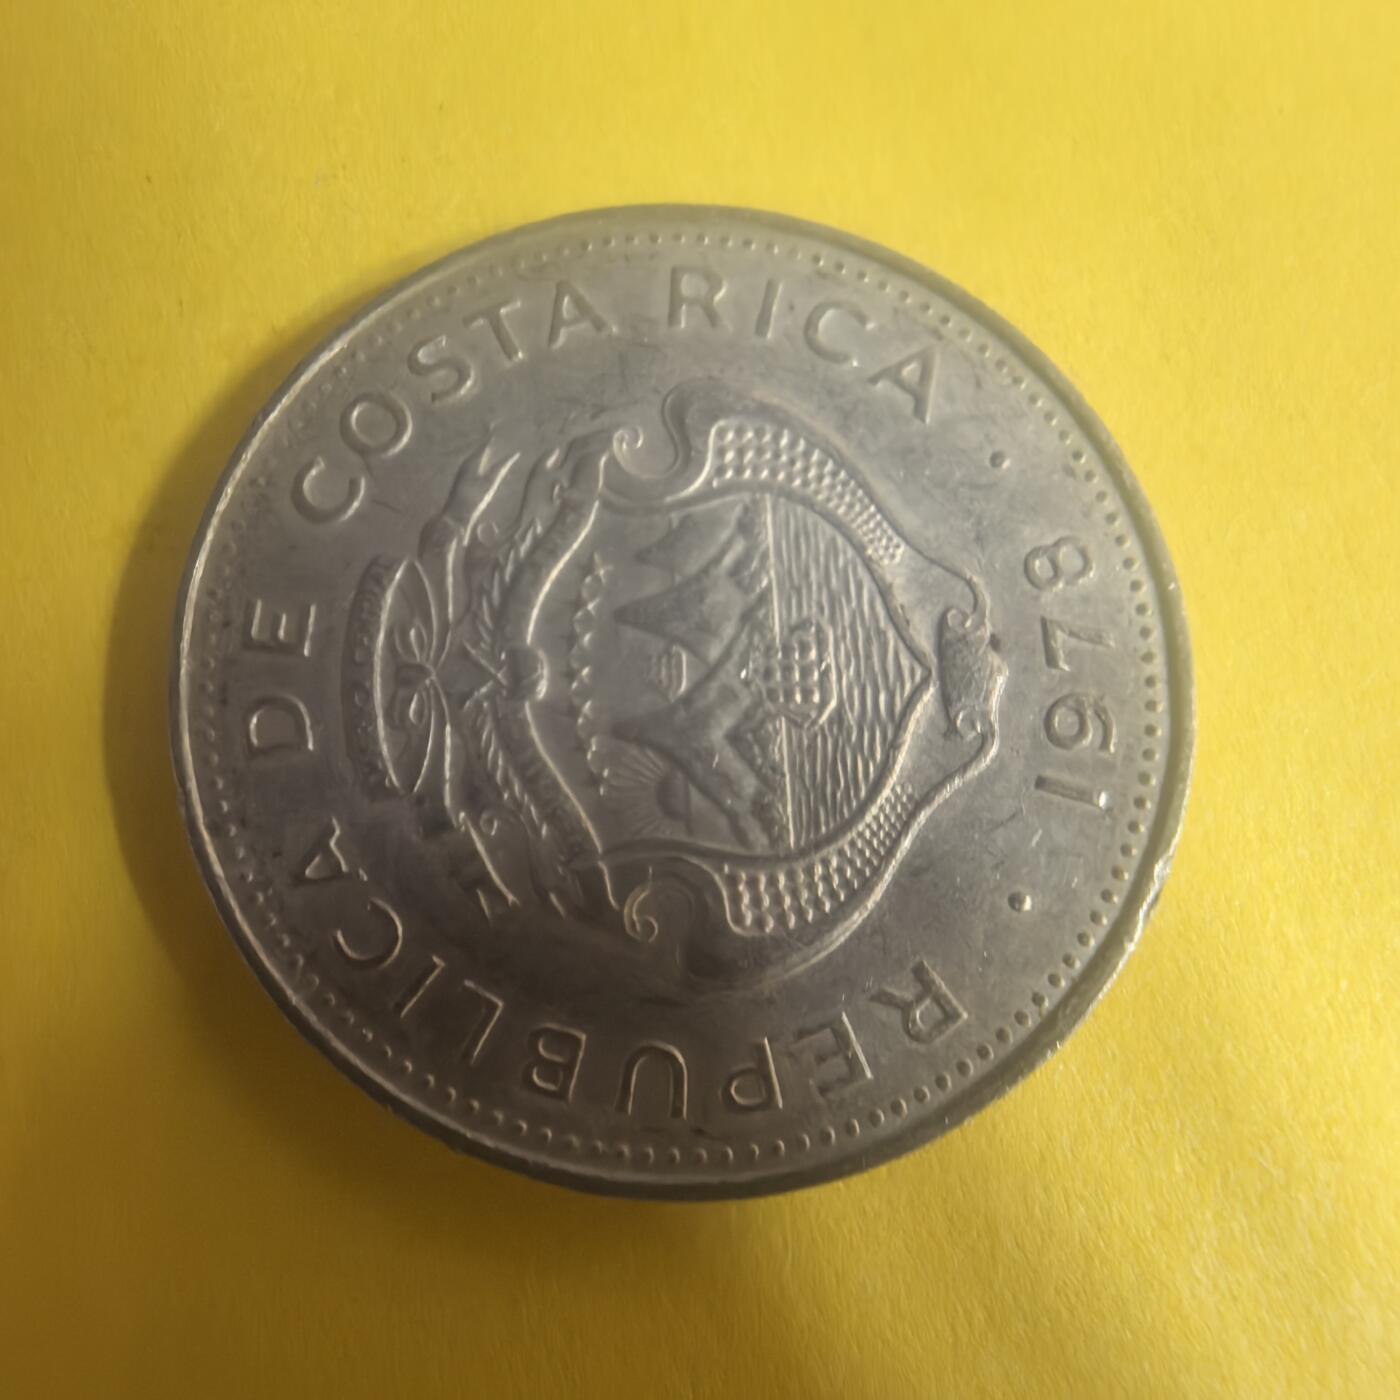 REPUBLICA DE COSTA RICA
· 1978 ·